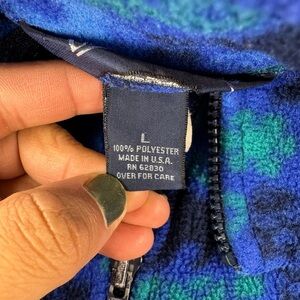 L
100% POLYESTER
MADE IN U.S.A.
RN 62830
OVER FOR CARE